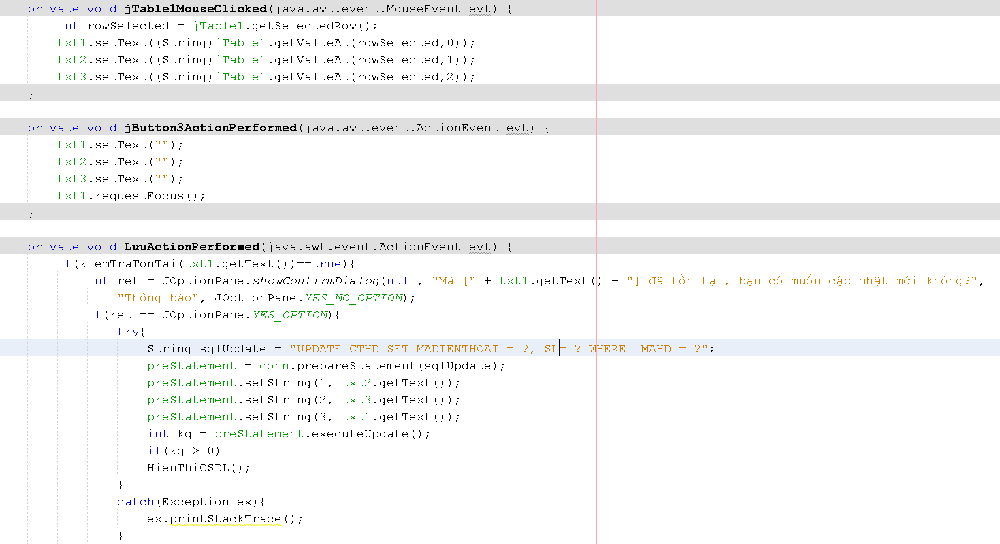 private void jTable1MouseClicked(java.awt.event.MouseEvent evt) {
    int rowSelected = jTable1.getSelectedRow();
    txt1.setText((String)jTable1.getValueAt(rowSelected,0));
    txt2.setText((String)jTable1.getValueAt(rowSelected,1));
    txt3.setText((String)jTable1.getValueAt(rowSelected,2));
}
private void jButton3ActionPerformed(java.awt.event.ActionEvent evt) {
    txt1.setText("");
    txt2.setText("");
    txt3.setText("");
    txt1.requestFocus();
}
private void LưuActionPerformed(java.awt.event.ActionEvent evt) {
    if(kiemTraTonTai(txt1.getText())==true){
        int ret = JOptionPane.showConfirmDialog(null, "Mã [" + txt1.getText() + "] đã tồn tại, bạn có muốn cập nhật mới không?",
            "Thông báo", JOptionPane.YES_NO_OPTION);
        if(ret == JOptionPane.YES_OPTION){
            try{
                String sqlUpdate = "UPDATE CTHD SET MADIENTHOAI = ?, SL= ? WHERE  MAHD = ?";
                preStatement = conn.prepareStatement(sqlUpdate);
                preStatement.setString(1, txt2.getText());
                preStatement.setString(2, txt3.getText());
                preStatement.setString(3, txt1.getText());
                int kq = preStatement.executeUpdate();
                if(kq > 0)
                HienThiCSDL();
            }
            catch(Exception ex){
                ex.printStackTrace();
            }